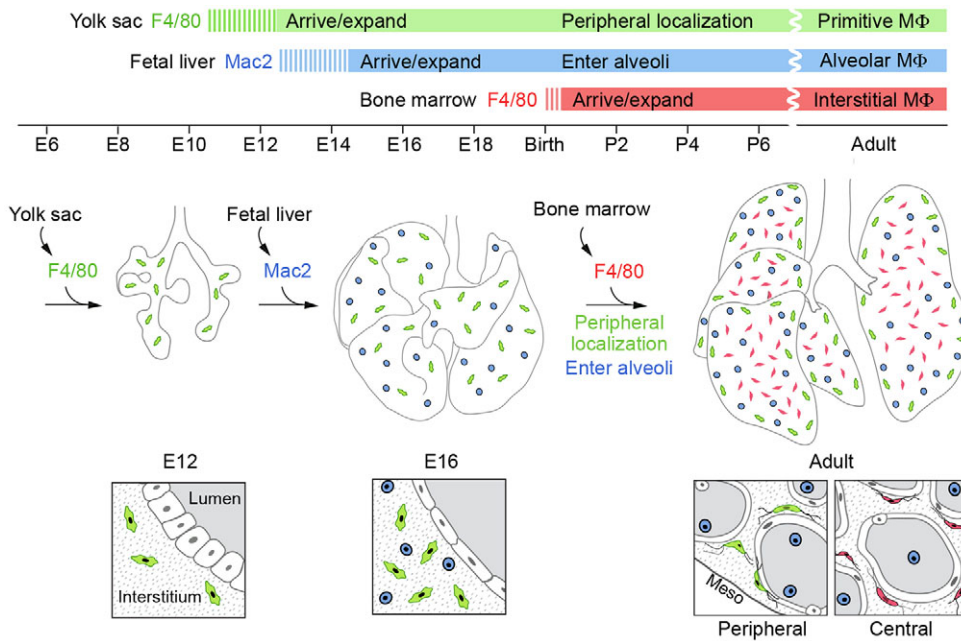 Yolk sac F4/80 Arrive/expand Peripheral localization Primitive MΦ
Fetal liver Mac2 Arrive/expand Enter alveoli Alveolar MΦ
Bone marrow F4/80 Arrive/expand Interstitial MΦ
E6 E8 E10 E12 E14 E16 E18 Birth P2 P4 P6 Adult
Yolk sac
F4/80
Fetal liver
Mac2
Bone marrow
F4/80
Peripheral
localization
Enter alveoli
E12
Lumen
Interstitium
E16
Adult
Meso
Peripheral
Central